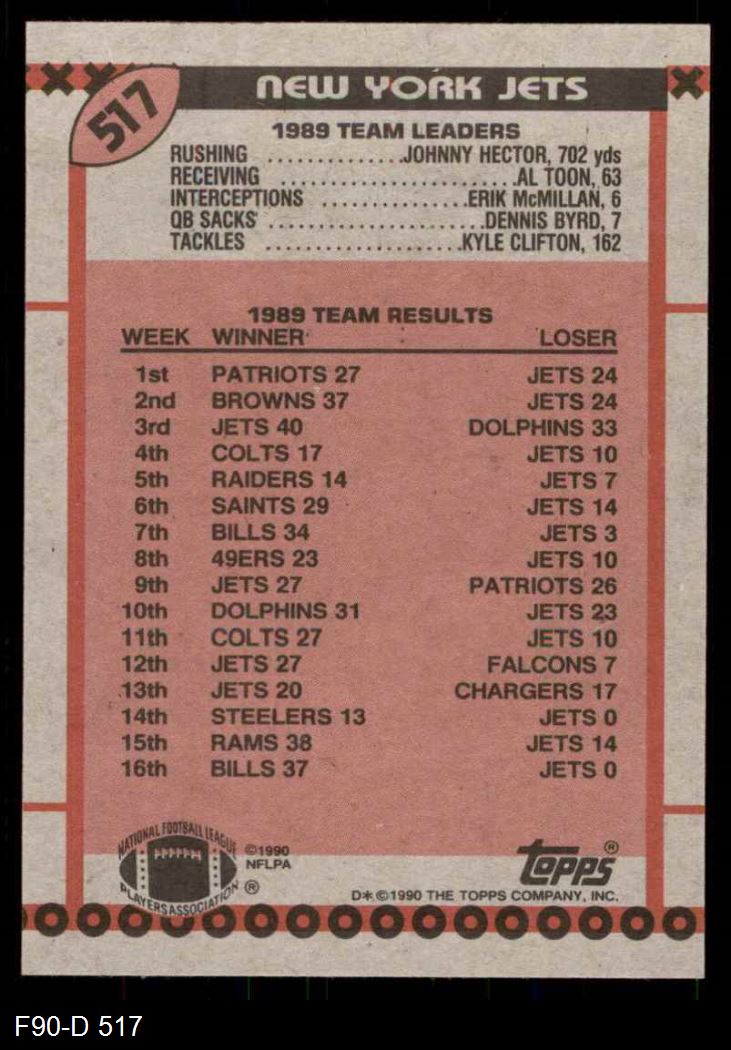 517
NEW YORK JETS
1989 TEAM LEADERS
RUSHING ..............JOHNNY HECTOR, 702 yds
RECEIVING ........................AL TOON, 63
INTERCEPTIONS ...............ERIK McMILLAN, 6
QB SACKS ......................DENNIS BYRD, 7
TACKLES ....................KYLE CLIFTON, 162
1989 TEAM RESULTS
WEEK WINNER LOSER
1st PATRIOTS 27 JETS 24
2nd BROWNS 37 JETS 24
3rd JETS 40 DOLPHINS 33
4th COLTS 17 JETS 10
5th RAIDERS 14 JETS 7
6th SAINTS 29 JETS 14
7th BILLS 34 JETS 3
8th 49ERS 23 JETS 10
9th JETS 27 PATRIOTS 26
10th DOLPHINS 31 JETS 23
11th COLTS 27 JETS 10
12th JETS 27 FALCONS 7
13th JETS 20 CHARGERS 17
14th STEELERS 13 JETS 0
15th RAMS 38 JETS 14
16th BILLS 37 JETS 0
NATIONAL FOOTBALL LEAGUE
PLAYERS ASSOCIATION ®
©1990
NFLPA
TOPPS ®
D* © 1990 THE TOPPS COMPANY, INC.
F90-D 517